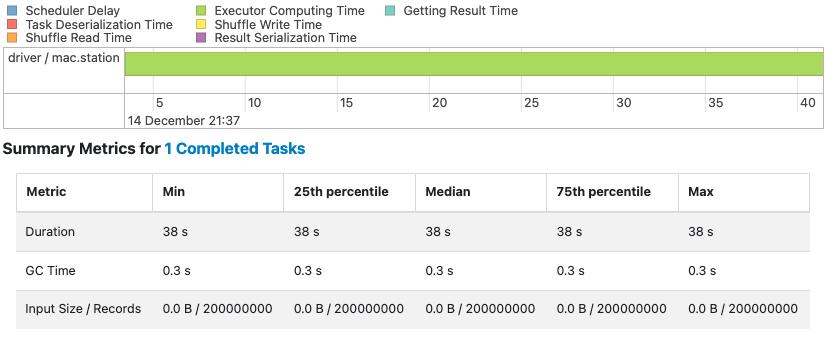 Scheduler Delay Executor Computing Time Getting Result Time
Task Deserialization Time Shuffle Write Time
Shuffle Read Time Result Serialization Time
driver / mac.station
5 10 15 20 25 30 35 40
14 December 21:37
Summary Metrics for 1 Completed Tasks
Metric Min 25th percentile Median 75th percentile Max
Duration 38 s 38 s 38 s 38 s 38 s
GC Time 0.3 s 0.3 s 0.3 s 0.3 s 0.3 s
Input Size / Records 0.0 B / 200000000 0.0 B / 200000000 0.0 B / 200000000 0.0 B / 200000000 0.0 B / 200000000